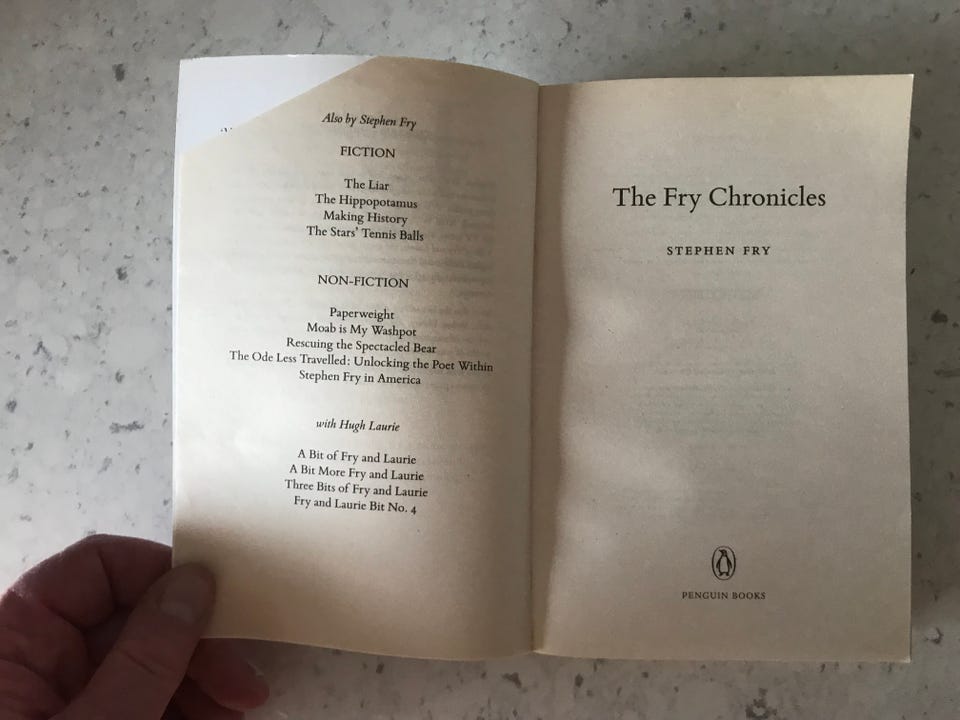 Also by Stephen Fry
FICTION
The Liar
The Hippopotamus
Making History
The Stars' Tennis Balls
NON-FICTION
Paperweight
Moab is My Washpot
Rescuing the Spectacled Bear
The Ode Less Travelled: Unlocking the Poet Within
Stephen Fry in America
with Hugh Laurie
A Bit of Fry and Laurie
A Bit More Fry and Laurie
Three Bits of Fry and Laurie
Fry and Laurie Bit No. 4
The Fry Chronicles
STEPHEN FRY
PENGUIN BOOKS